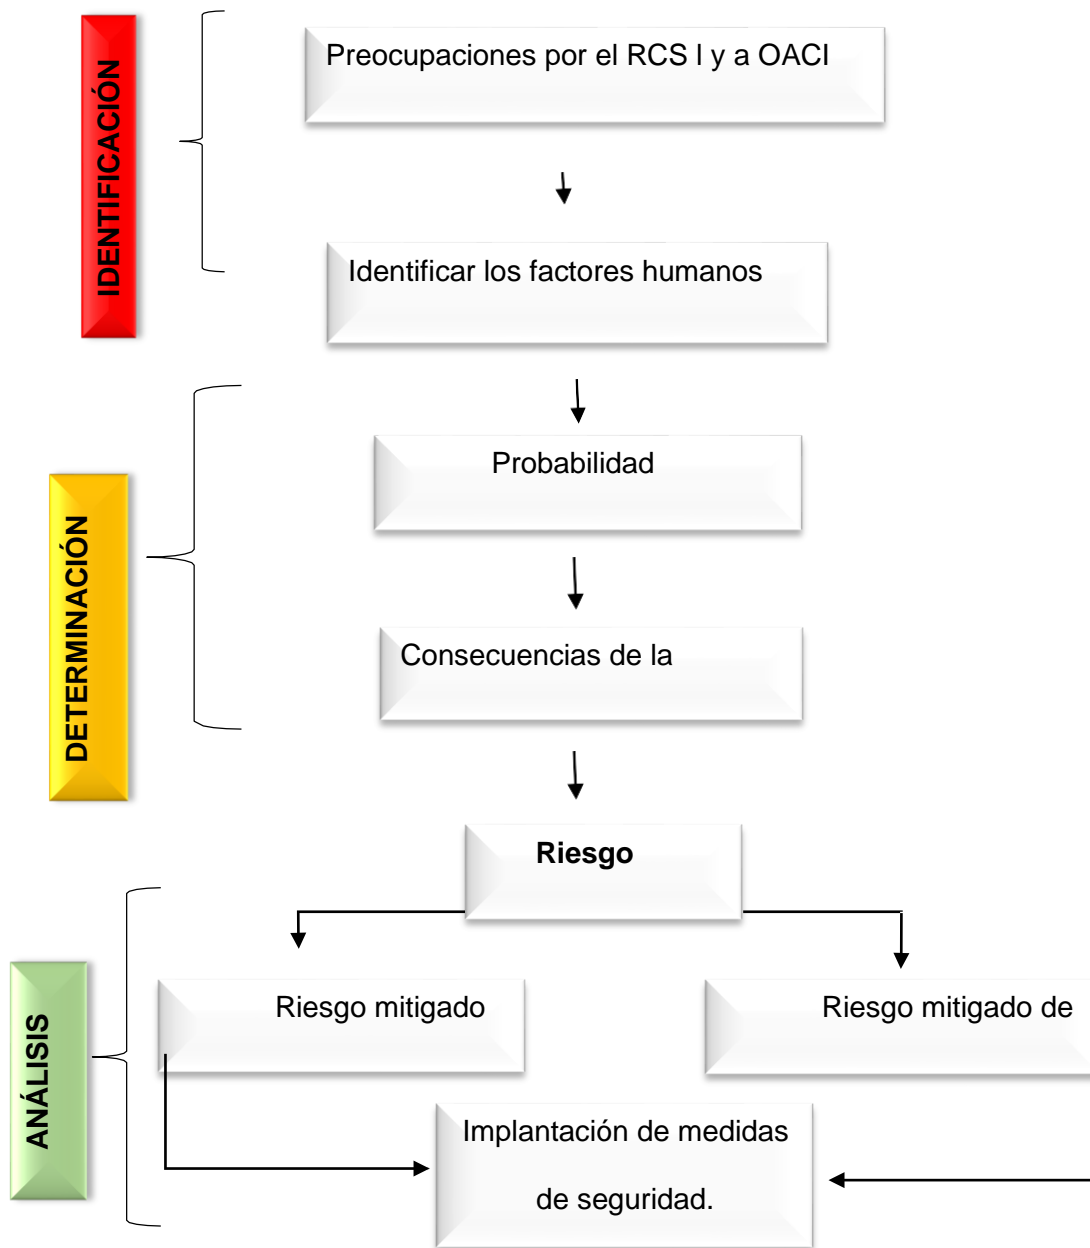 IDENTIFICACIÓN
Preocupaciones por el RCS I y a OACI
Identificar los factores humanos
DETERMINACIÓN
Probabilidad
Consecuencias de la
Riesgo
ANÁLISIS
Riesgo mitigado
Riesgo mitigado de
Implantación de medidas
de seguridad.